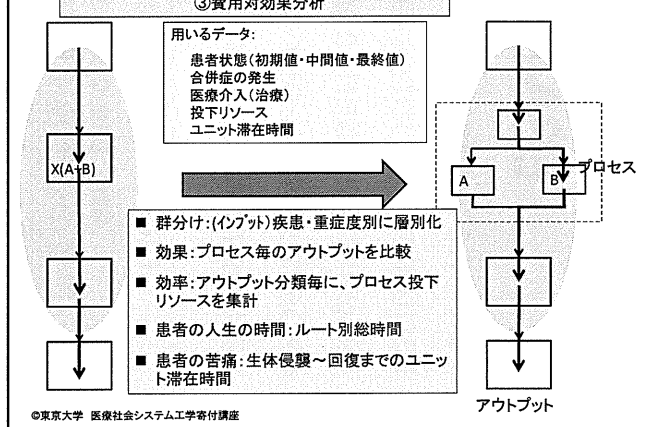 ③費用対効果分析
用いるデータ:
患者状態(初期値・中間値・最終値)
合併症の発生
医療介入(治療)
投下リソース
ユニット滞在時間
X(A+B)
A
B
プロセス
■ 群分け:(インプット)疾患・重症度別に層別化
■ 効果:プロセス毎のアウトプットを比較
■ 効率:アウトプット分類毎に、プロセス投下
リソースを集計
■ 患者の人生の時間:ルート別総時間
■ 患者の苦痛:生体侵襲~回復までのユニッ
ト滞在時間
アウトプット
©東京大学 医療社会システム工学寄付講座